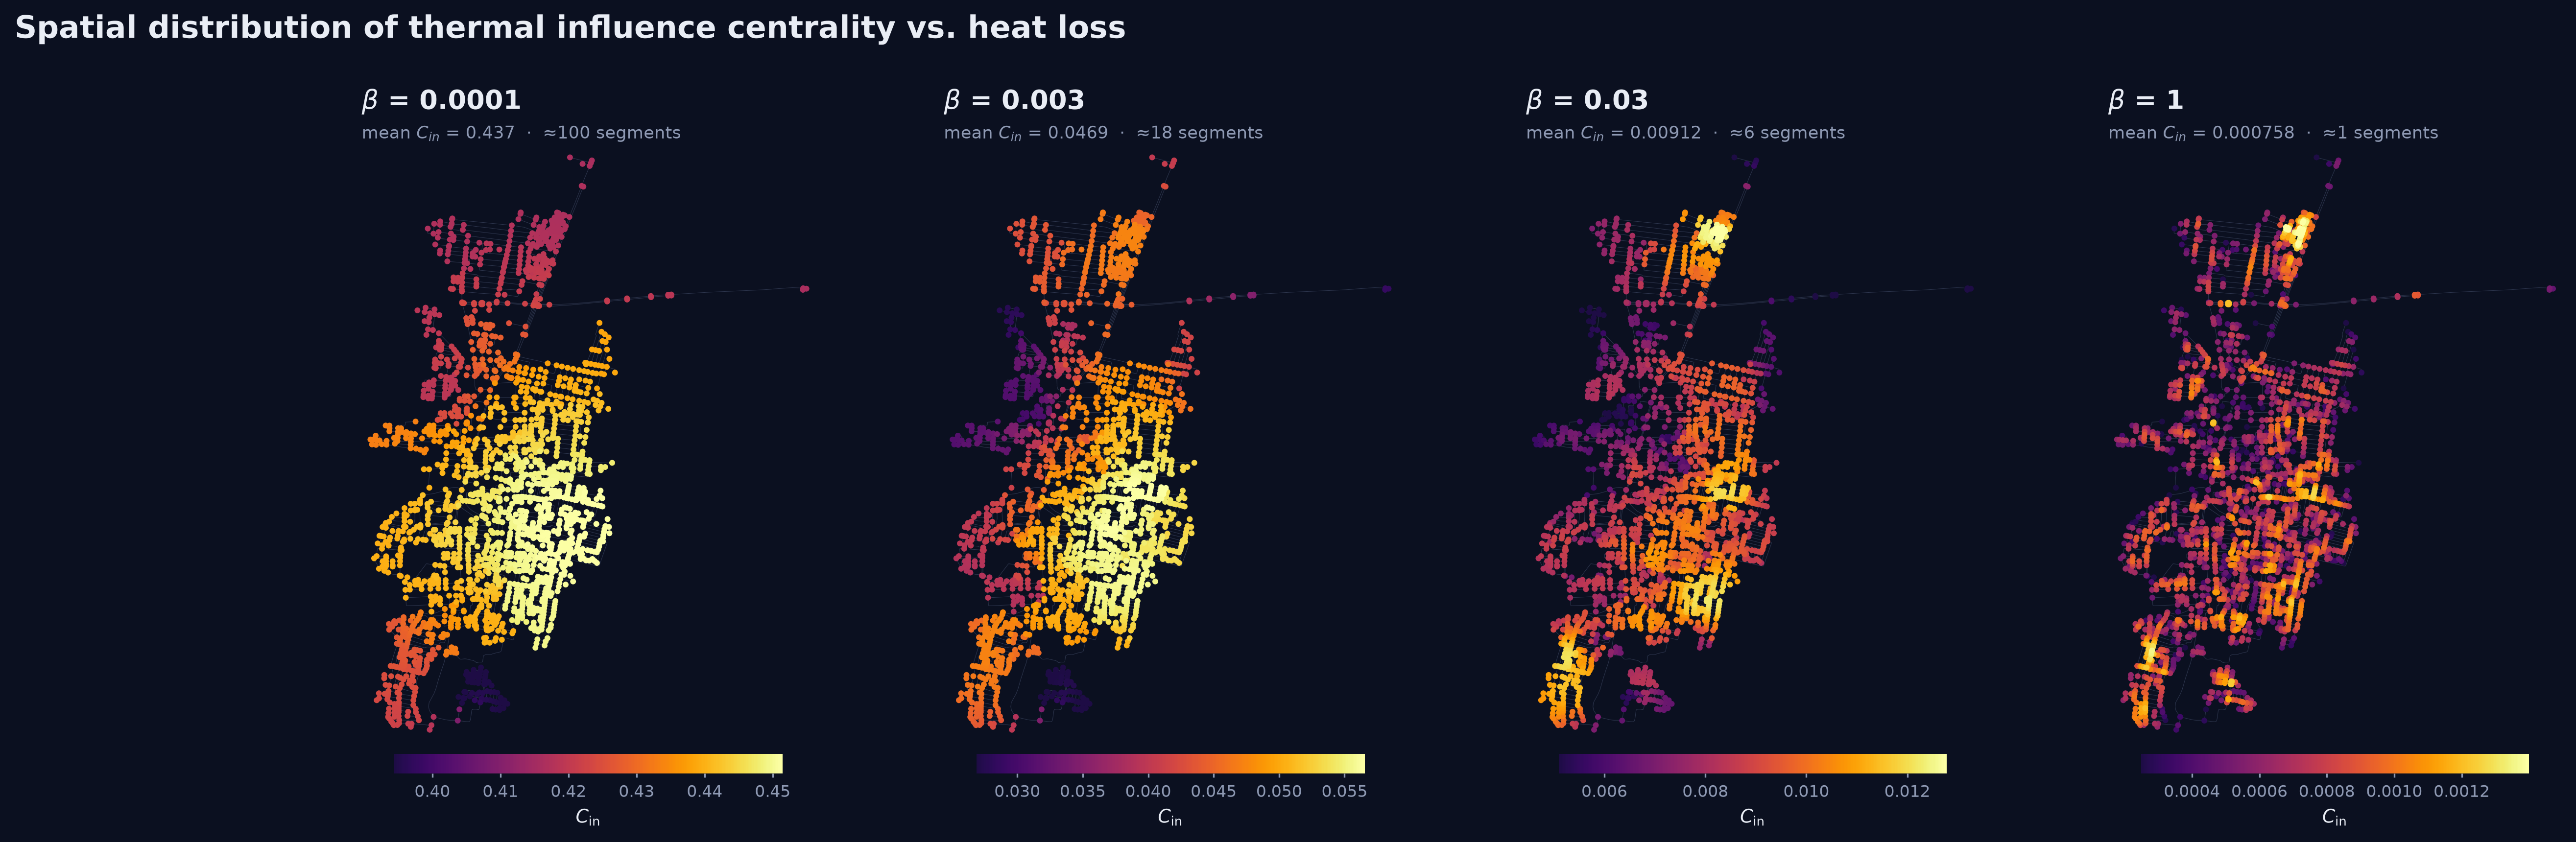 Spatial distribution of thermal influence centrality vs. heat loss
β = 0.0001
mean C_in = 0.437 · ≈100 segments
0.40 0.41 0.42 0.43 0.44 0.45
C_in
β = 0.003
mean C_in = 0.0469 · ≈18 segments
0.030 0.035 0.040 0.045 0.050 0.055
C_in
β = 0.03
mean C_in = 0.00912 · ≈6 segments
0.006 0.008 0.010 0.012
C_in
β = 1
mean C_in = 0.000758 · ≈1 segments
0.0004 0.0006 0.0008 0.0010 0.0012
C_in